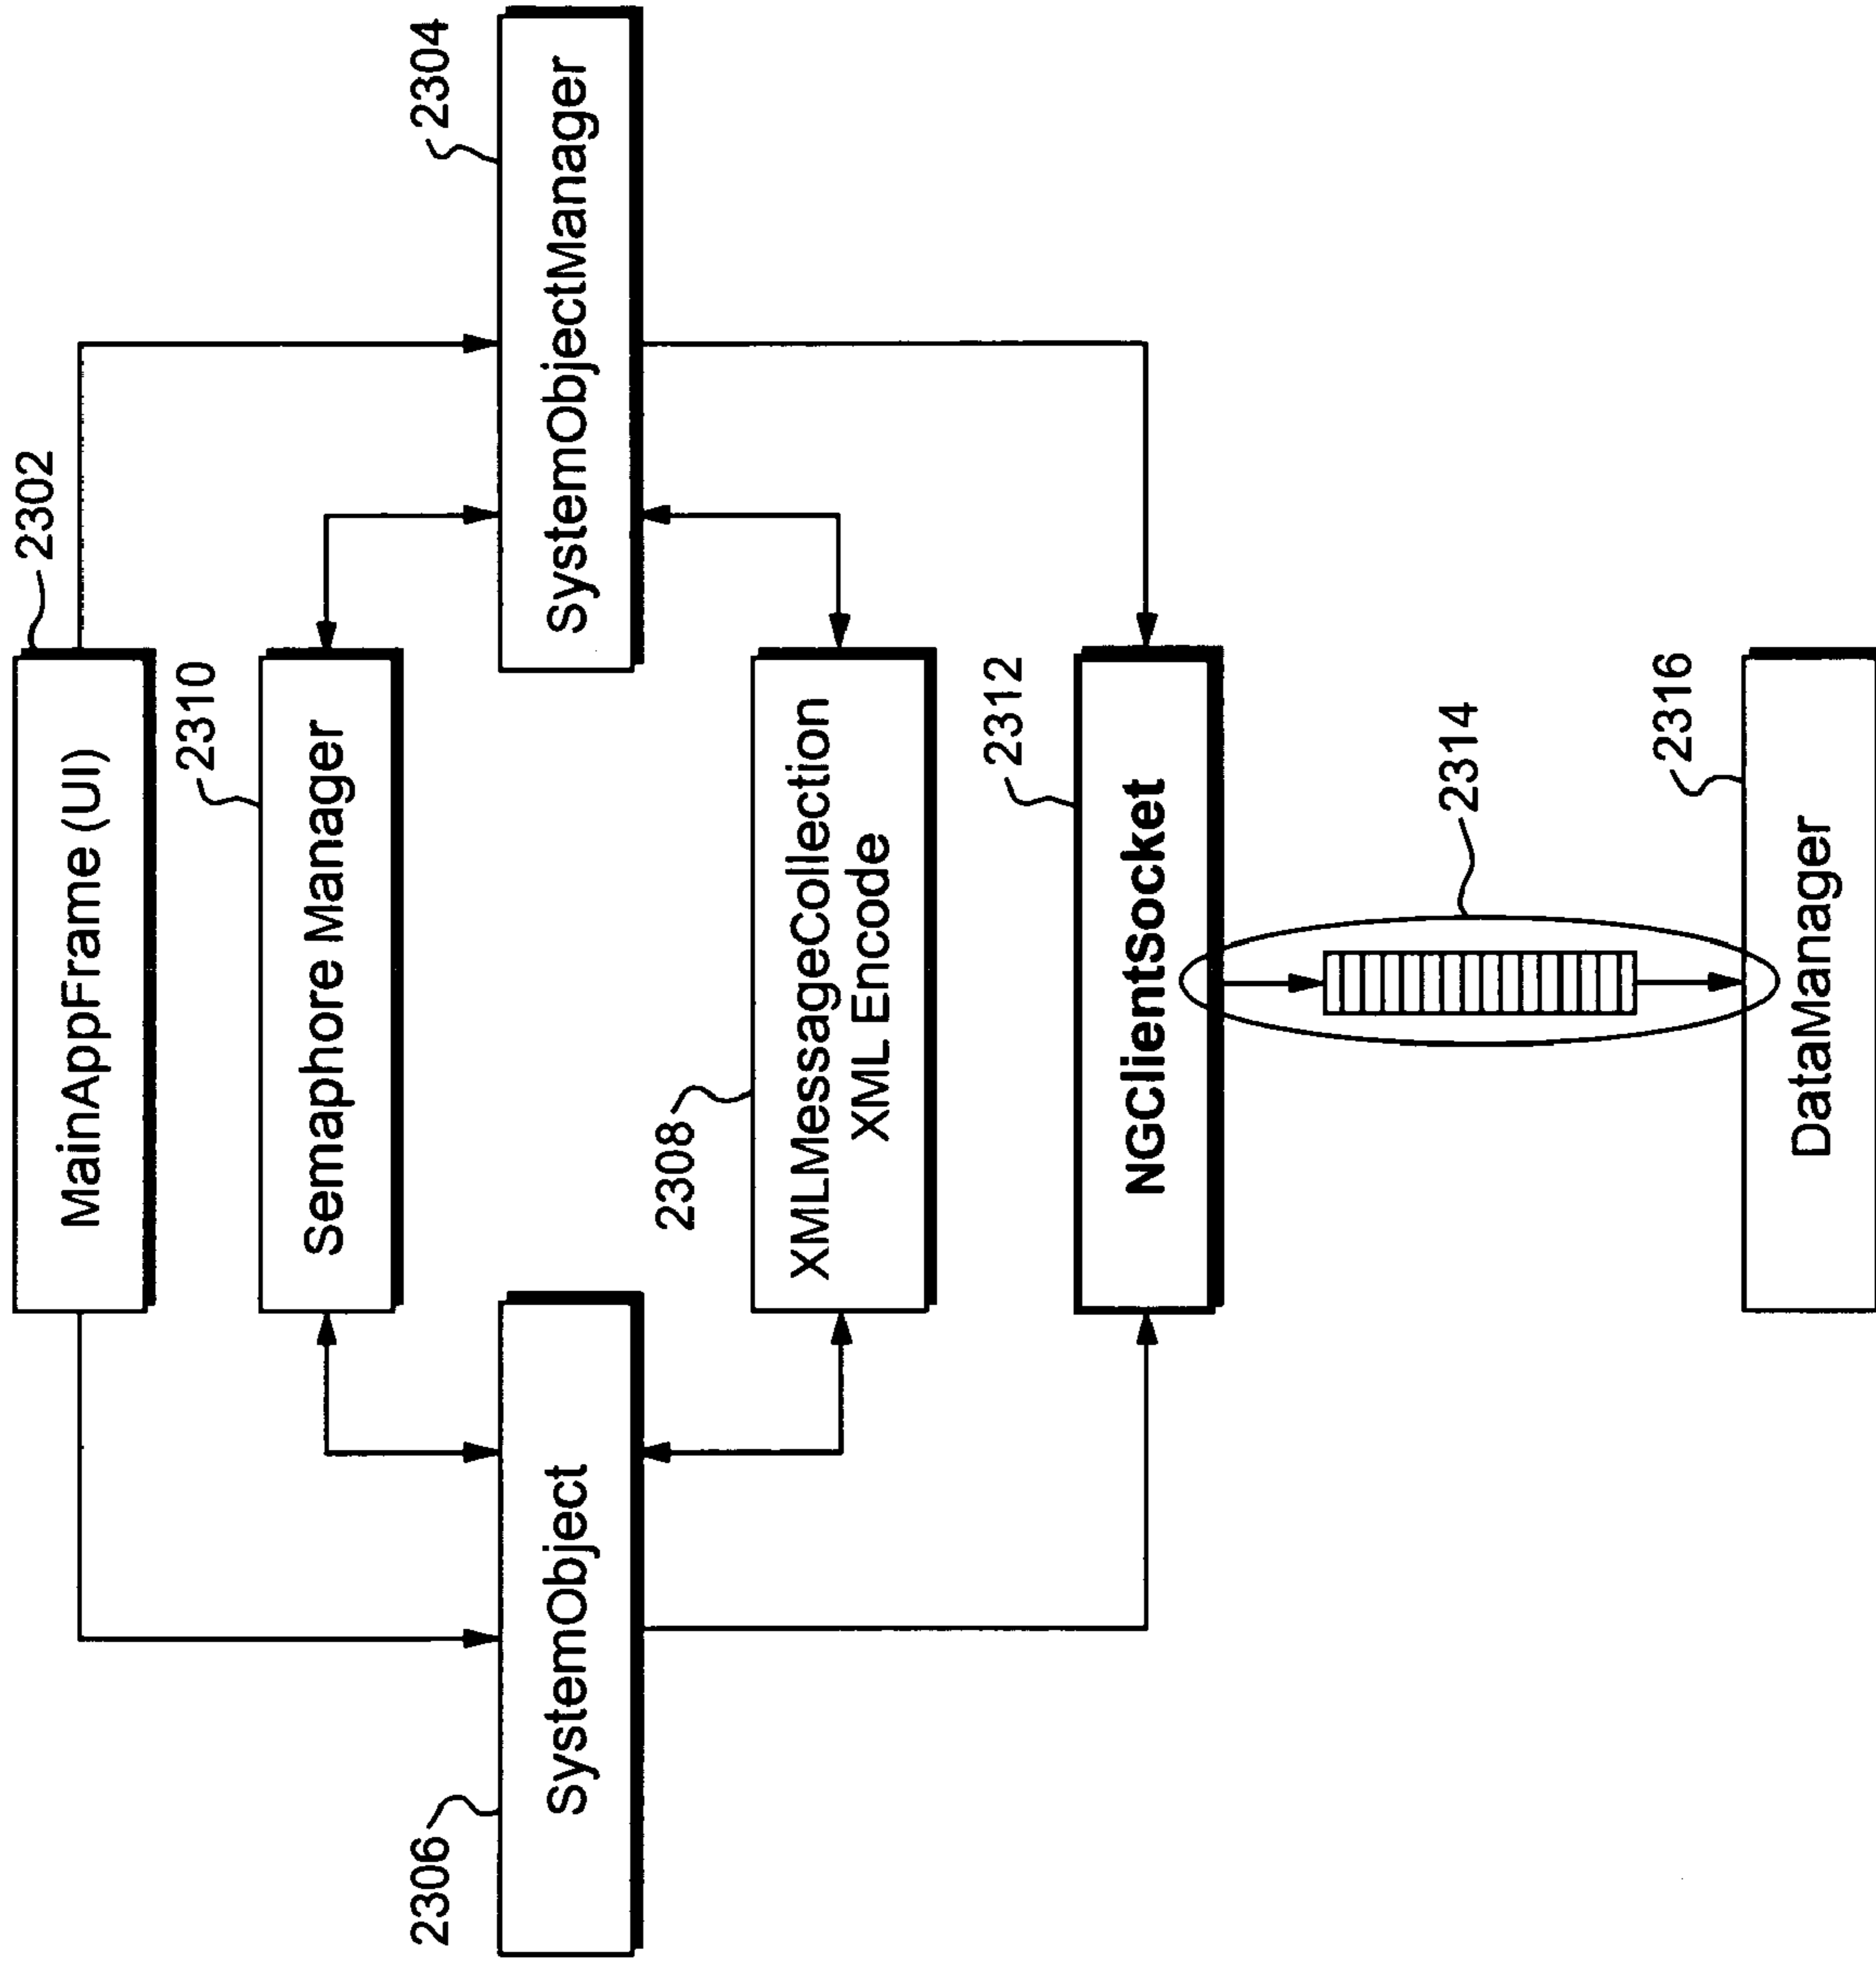 2302
MainAppFrame (UI)
2310
Semaphore Manager
2306
SystemObject
2304
SystemObjectManager
2308
XMLMessageCollection
XML Encode
2312
NGClientSocket
2314
2316
DataManager